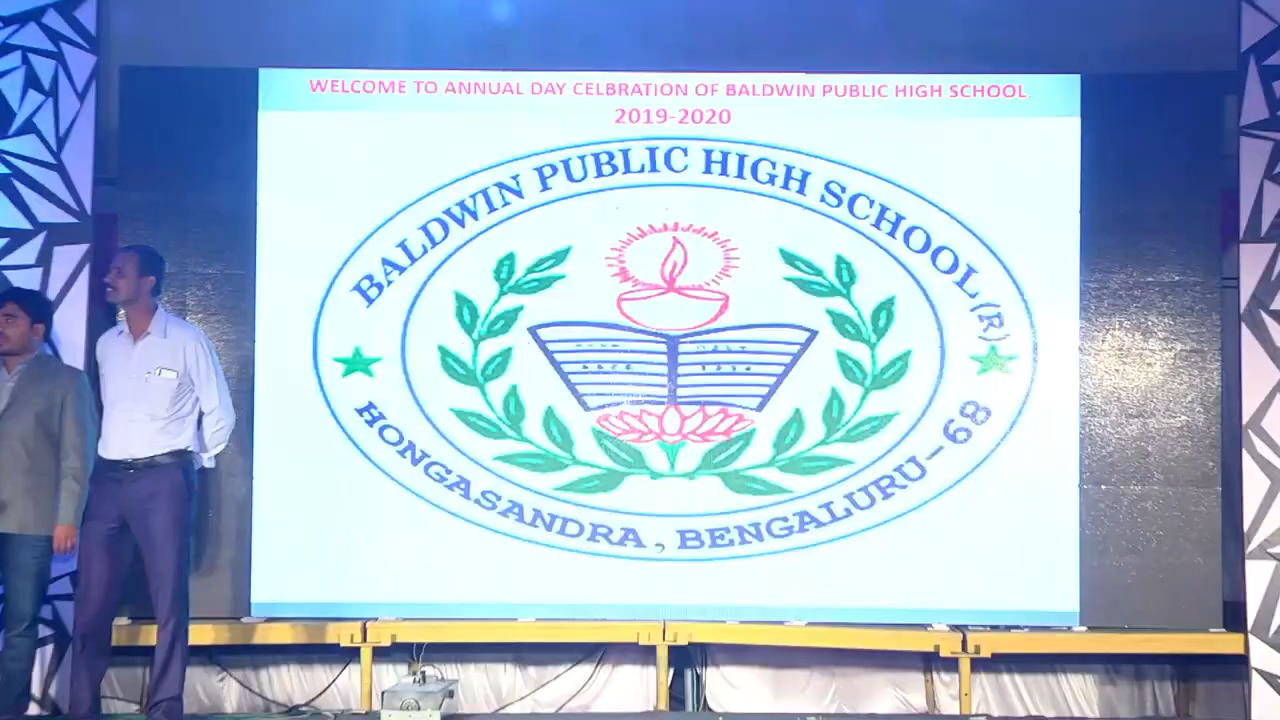 WELCOME TO ANNUAL DAY CELBRATION OF BALDWIN PUBLIC HIGH SCHOOL
2019-2020
BALDWIN PUBLIC HIGH SCHOOL (R)
HONGASANDRA, BENGALURU-68